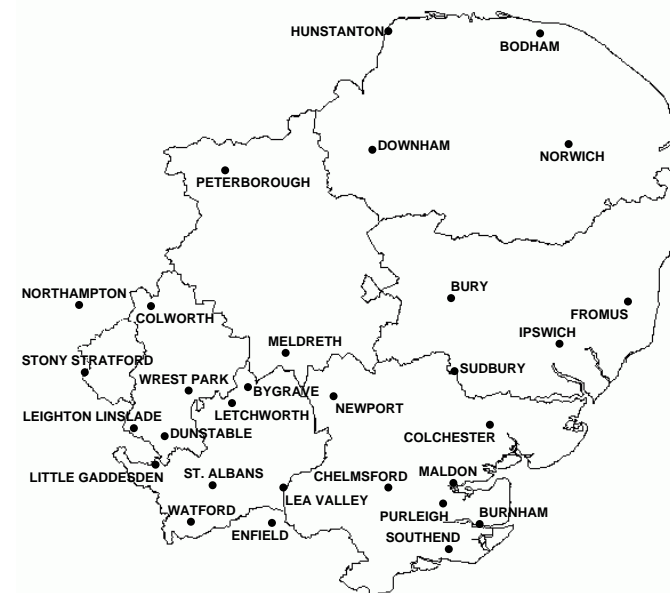 HUNSTANTON
BODHAM
DOWNHAM
NORWICH
PETERBOROUGH
BURY
NORTHAMPTON
FROMUS
COLWORTH
IPSWICH
MELDRETH
STONY STRATFORD
SUDBURY
WREST PARK
BYGRAVE
NEWPORT
LETCHWORTH
LEIGHTON LINSLADE
COLCHESTER
DUNSTABLE
LITTLE GADDESDEN
ST. ALBANS
CHELMSFORD
MALDON
LEA VALLEY
PURLEIGH
WATFORD
BURNHAM
ENFIELD
SOUTHEND